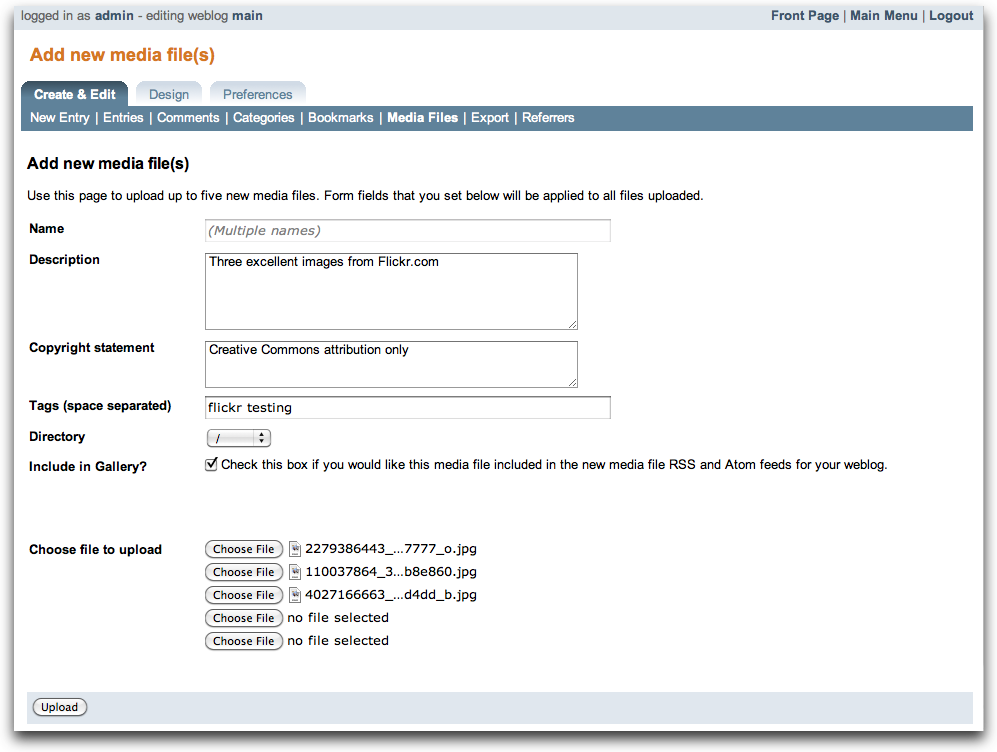 logged in as admin - editing weblog main
Front Page | Main Menu | Logout
Add new media file(s)
Create & Edit Design Preferences
New Entry | Entries | Comments | Categories | Bookmarks | Media Files | Export | Referrers
Add new media file(s)
Use this page to upload up to five new media files. Form fields that you set below will be applied to all files uploaded.
Name (Multiple names)
Description Three excellent images from Flickr.com
Copyright statement Creative Commons attribution only
Tags (space separated) flickr testing
Directory /
Include in Gallery? Check this box if you would like this media file included in the new media file RSS and Atom feeds for your weblog.
Choose file to upload Choose File 2279386443_...7777_o.jpg
Choose File 110037864_3...b8e860.jpg
Choose File 4027166663_...d4dd_b.jpg
Choose File no file selected
Choose File no file selected
Upload